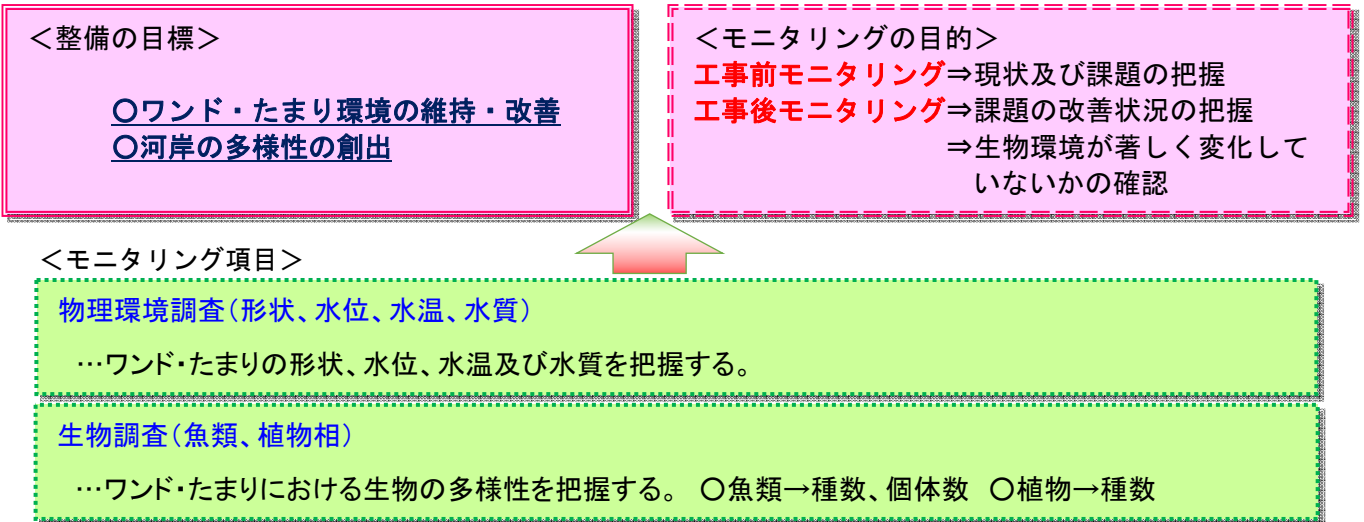 ＜整備の目標＞
〇ワンド・たまり環境の維持・改善
〇河岸の多様性の創出
＜モニタリングの目的＞
工事前モニタリング⇒現状及び課題の把握
工事後モニタリング⇒課題の改善状況の把握
⇒生物環境が著しく変化して
いないかの確認
＜モニタリング項目＞
物理環境調査（形状、水位、水温、水質）
…ワンド・たまりの形状、水位、水温及び水質を把握する。
生物調査（魚類、植物相）
…ワンド・たまりにおける生物の多様性を把握する。 〇魚類→種数、個体数 〇植物→種数